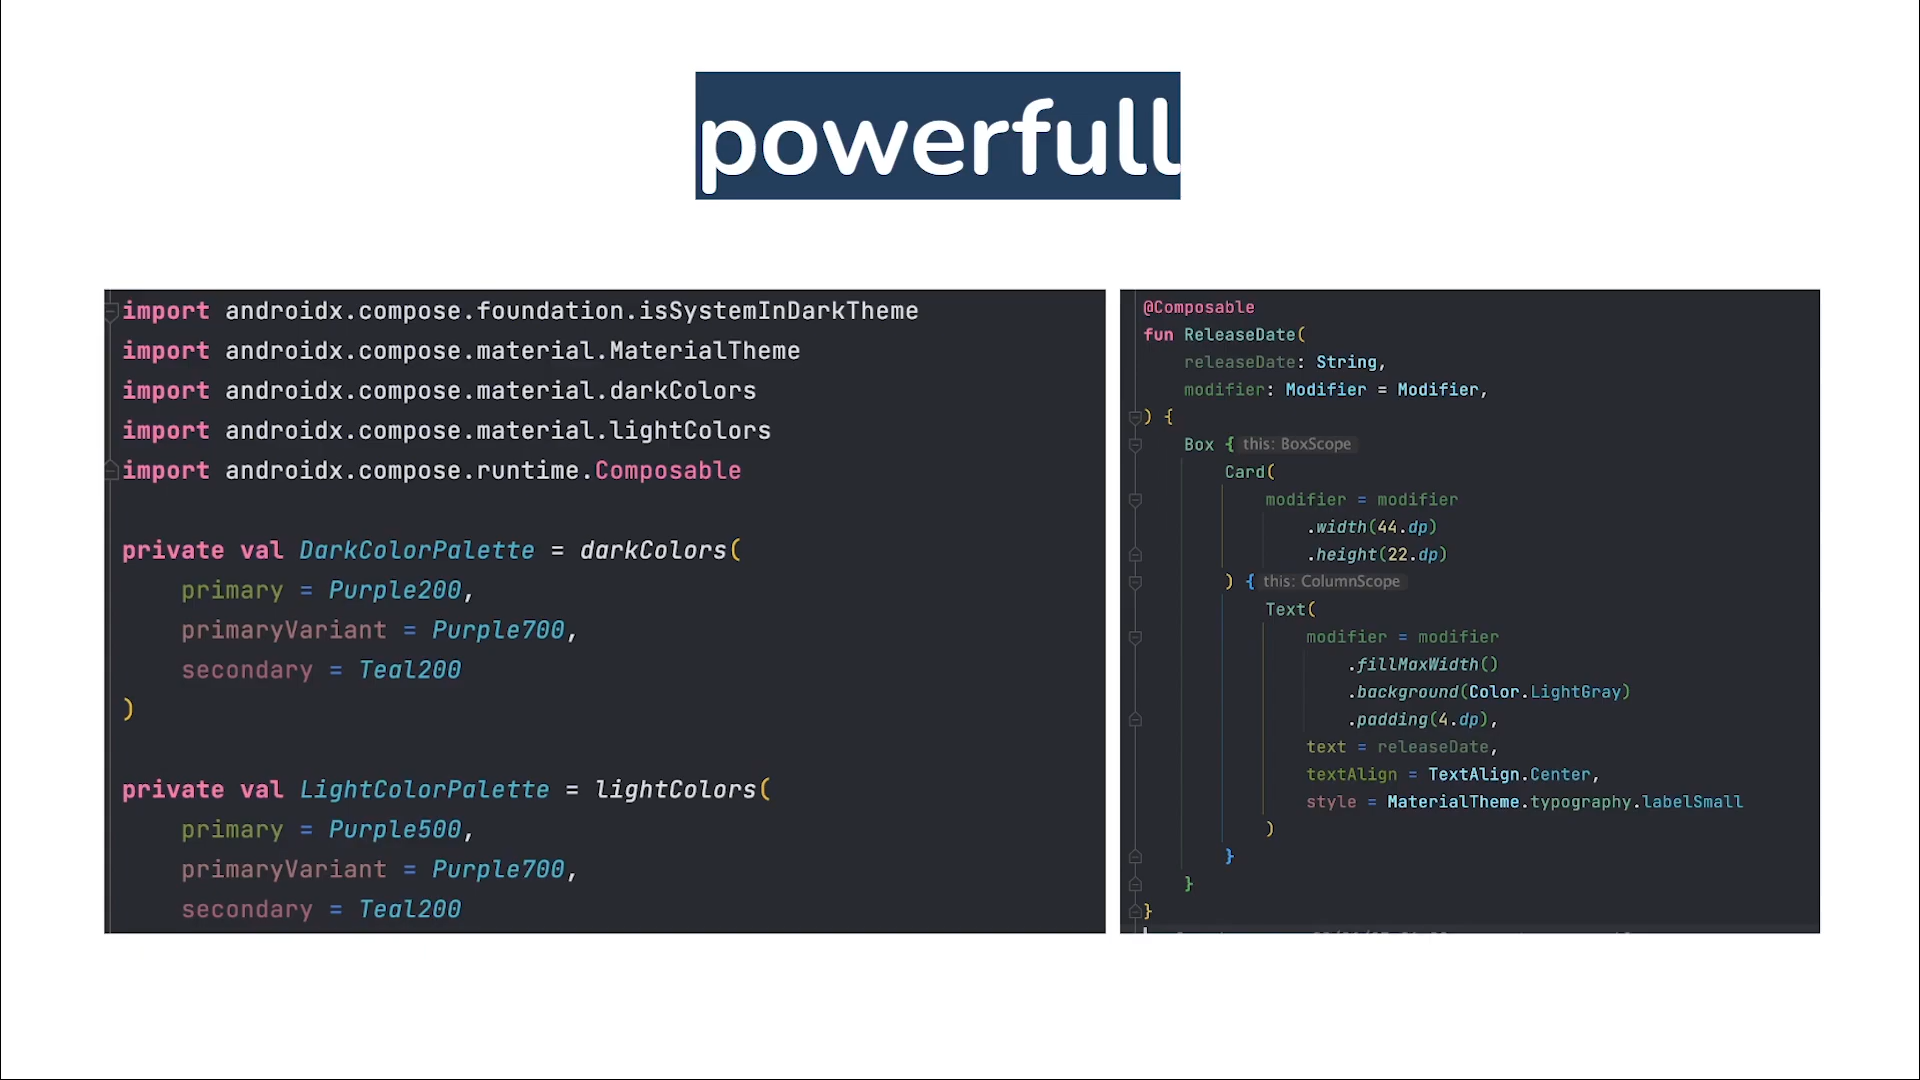 powerfull
import androidx.compose.foundation.isSystemInDarkTheme
import androidx.compose.material.MaterialTheme
import androidx.compose.material.darkColors
import androidx.compose.material.lightColors
import androidx.compose.runtime.Composable
private val DarkColorPalette = darkColors(
primary = Purple200,
primaryVariant = Purple700,
secondary = Teal200
)
private val LightColorPalette = lightColors(
primary = Purple500,
primaryVariant = Purple700,
secondary = Teal200
@Composable
fun ReleaseDate(
releaseDate: String,
modifier: Modifier = Modifier,
) {
Box { this: BoxScope
Card(
modifier = modifier
.width(44.dp)
.height(22.dp)
) { this: ColumnScope
Text(
modifier = modifier
.fillMaxWidth()
.background(Color.LightGray)
.padding(4.dp),
text = releaseDate,
textAlign = TextAlign.Center,
style = MaterialTheme.typography.labelSmall
)
}
}
}